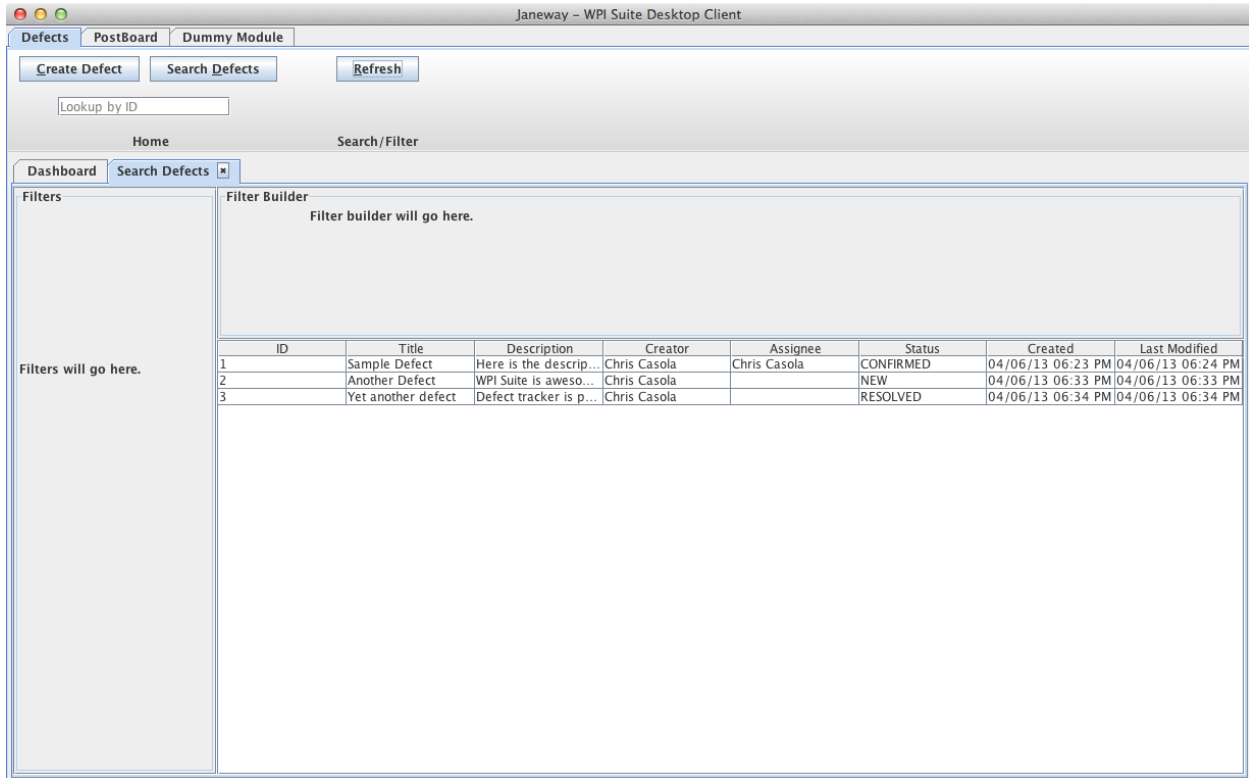 Janeway – WPI Suite Desktop Client
Defects PostBoard Dummy Module
Create Defect Search Defects Refresh
Lookup by ID
Home Search/Filter
Dashboard Search Defects
Filters
Filter Builder
Filter builder will go here.
Filters will go here.
ID Title Description Creator Assignee Status Created Last Modified
1 Sample Defect Here is the descrip... Chris Casola Chris Casola CONFIRMED 04/06/13 06:23 PM 04/06/13 06:24 PM
2 Another Defect WPI Suite is aweso... Chris Casola NEW 04/06/13 06:33 PM 04/06/13 06:33 PM
3 Yet another defect Defect tracker is p... Chris Casola RESOLVED 04/06/13 06:34 PM 04/06/13 06:34 PM